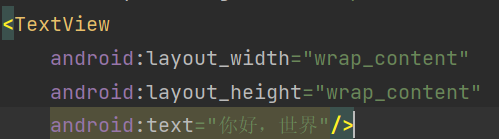 <TextView
android:layout_width="wrap_content"
android:layout_height="wrap_content"
android:text="你好，世界"/>